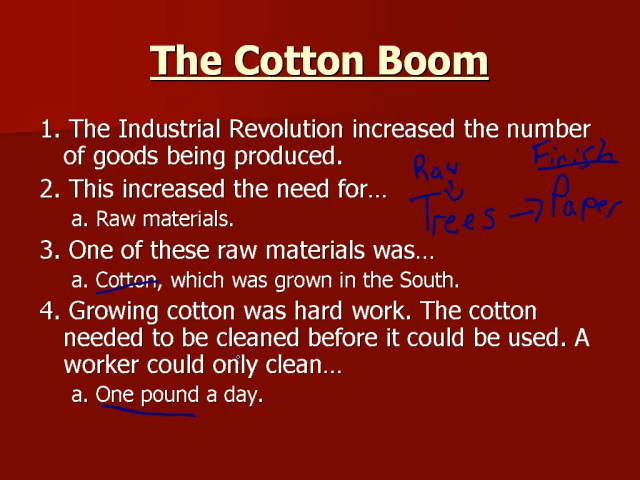 The Cotton Boom
1. The Industrial Revolution increased the number
of goods being produced.
Raw
Finish
2. This increased the need for…
Trees → Paper
a. Raw materials.
3. One of these raw materials was…
a. Cotton, which was grown in the South.
4. Growing cotton was hard work. The cotton
needed to be cleaned before it could be used. A
worker could only clean…
a. One pound a day.